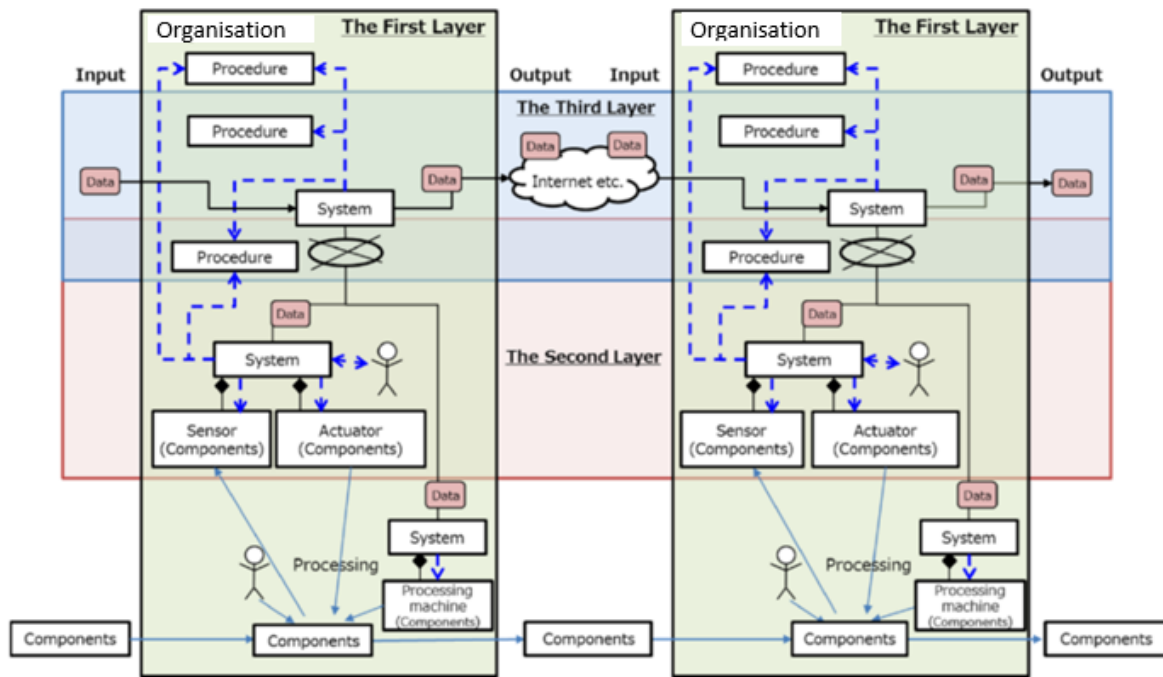 Organisation
The First Layer
Organisation
The First Layer
Input
Procedure
Output
Input
Procedure
Output
The Third Layer
Procedure
Procedure
Data
Data
Data
Data
Internet etc.
Data
Data
System
System
Procedure
Procedure
Data
Data
System
The Second Layer
System
Sensor
(Components)
Actuator
(Components)
Sensor
(Components)
Actuator
(Components)
Data
Data
System
System
Processing
Processing
Processing
machine
(Components)
Processing
machine
(Components)
Components
Components
Components
Components
Components